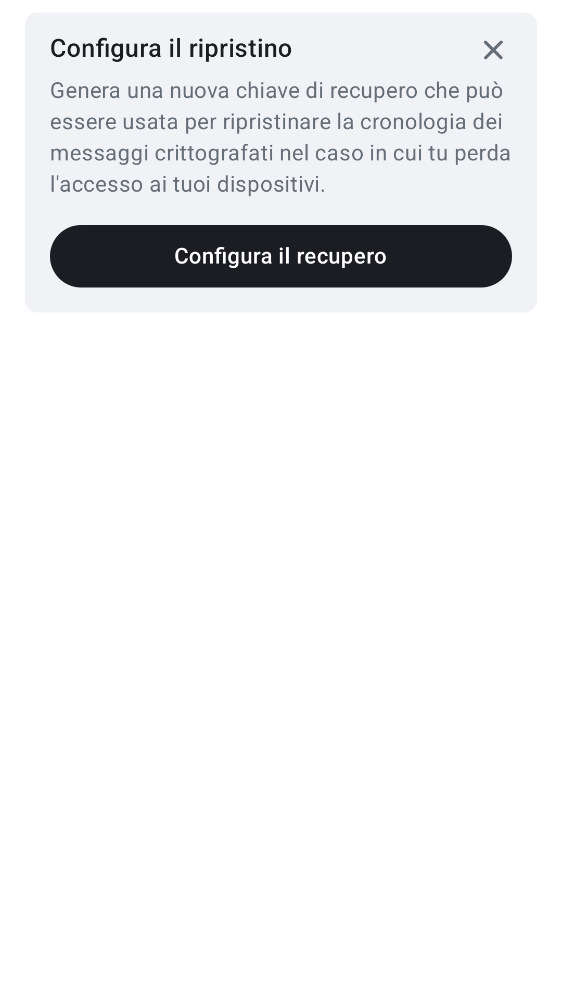 Configura il ripristino
Genera una nuova chiave di recupero che può
essere usata per ripristinare la cronologia dei
messaggi crittografati nel caso in cui tu perda
l'accesso ai tuoi dispositivi.
Configura il recupero